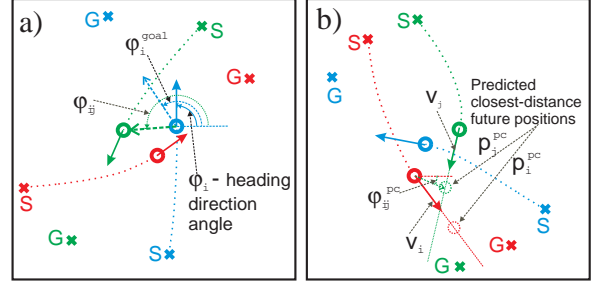 a)
G
S
φ_i^goal
G
φ_ij
φ_i - heading
direction
angle
S
G
S
b)
S
S
G
Predicted
closest-distance
future positions
v_j
p_j^pc
p_i^pc
φ_ij^pc
v_i
S
G
G